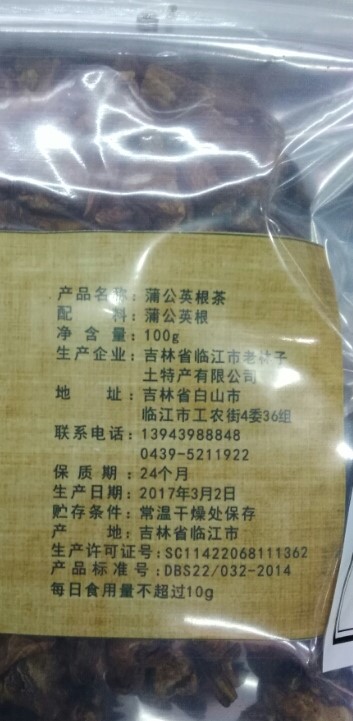 产品名称：蒲公英根茶
配 料：蒲公英根
净 含 量：100g
生产企业：吉林省临江市老林子
土特产有限公司
地 址：吉林省白山市
临江市工农街4委36组
联系电话：13943988848
0439-5211922
保 质 期：24个月
生产日期：2017年3月2日
贮存条件：常温干燥处保存
产 地：吉林省临江市
生产许可证号：SC11422068111362
产品标准号：DBS22/032-2014
每日食用量不超过10g